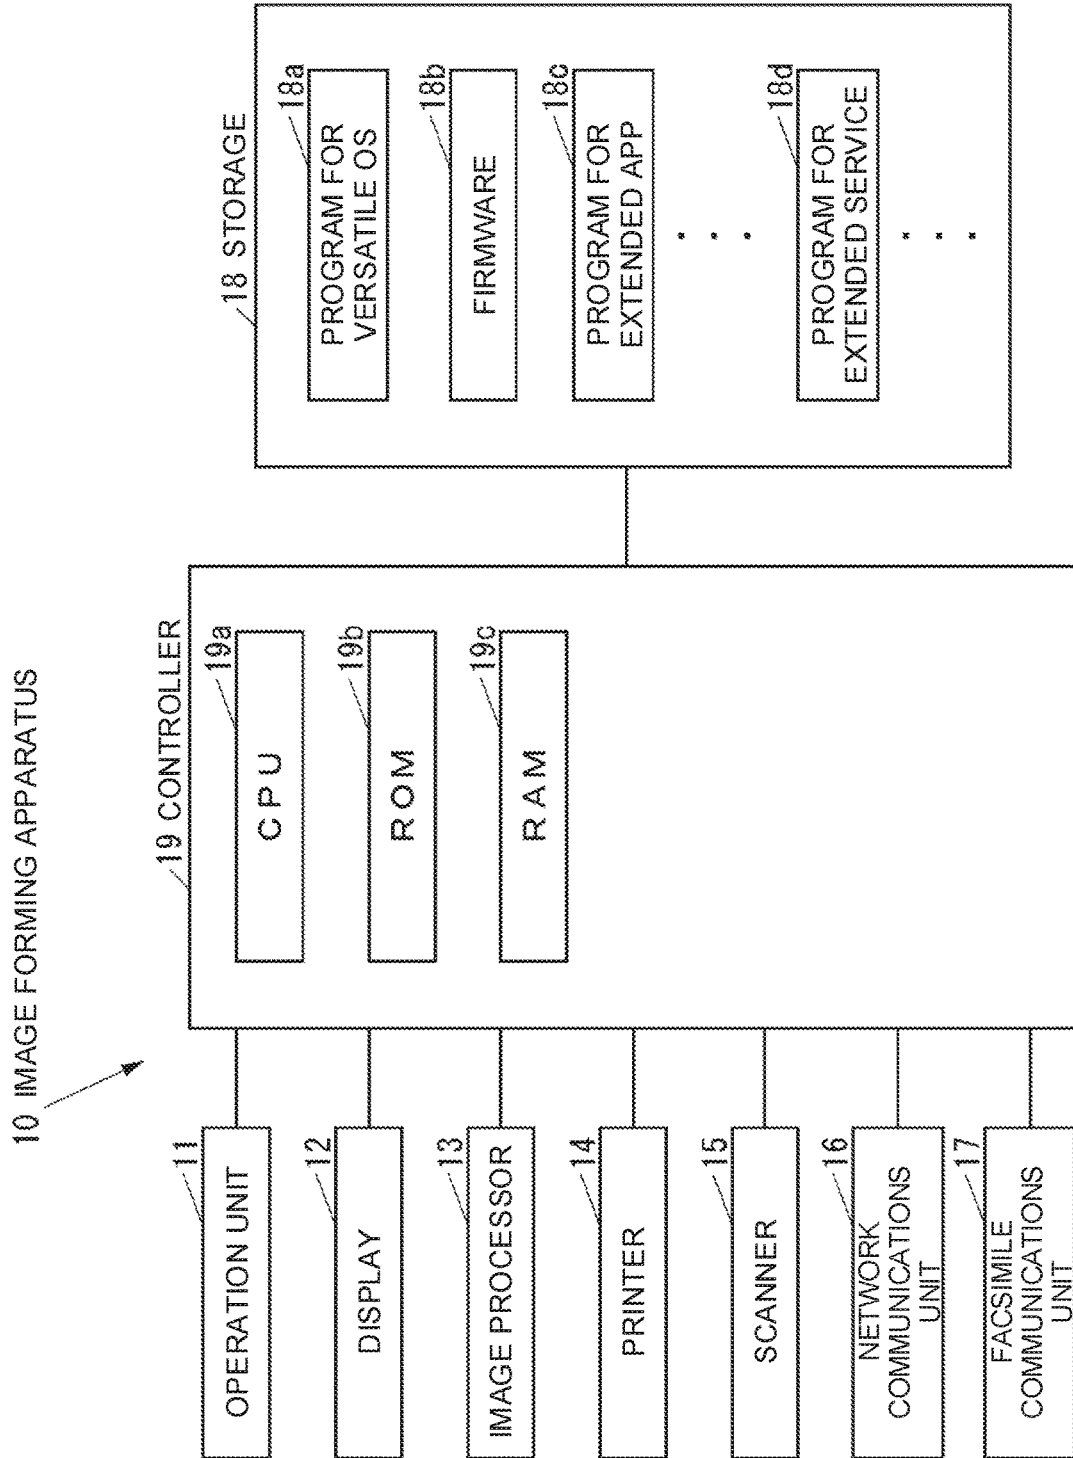 10 IMAGE FORMING APPARATUS
11
OPERATION UNIT
12
DISPLAY
13
IMAGE PROCESSOR
14
PRINTER
15
SCANNER
16
NETWORK
COMMUNICATIONS
UNIT
17
FACSIMILE
COMMUNICATIONS
UNIT
19 CONTROLLER
19a
CPU
19b
ROM
19c
RAM
18 STORAGE
18a
PROGRAM FOR
VERSATILE OS
18b
FIRMWARE
18c
PROGRAM FOR
EXTENDED APP
18d
PROGRAM FOR
EXTENDED SERVICE